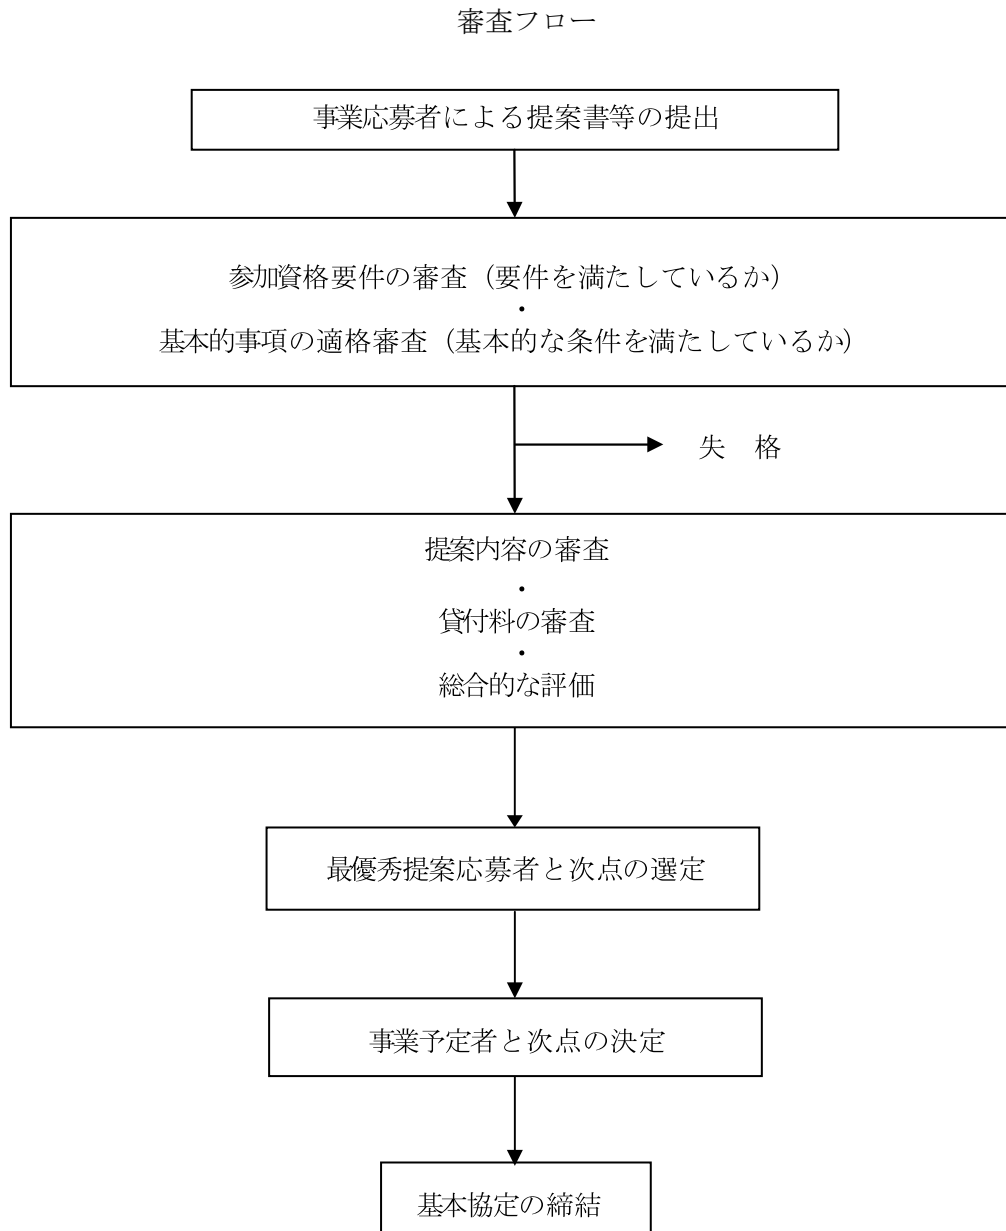 審査フロー
事業応募者による提案書等の提出
参加資格要件の審査（要件を満たしているか）
・
基本的事項の適格審査（基本的な条件を満たしているか）
失　格
提案内容の審査
・
貸付料の審査
・
総合的な評価
最優秀提案応募者と次点の選定
事業予定者と次点の決定
基本協定の締結